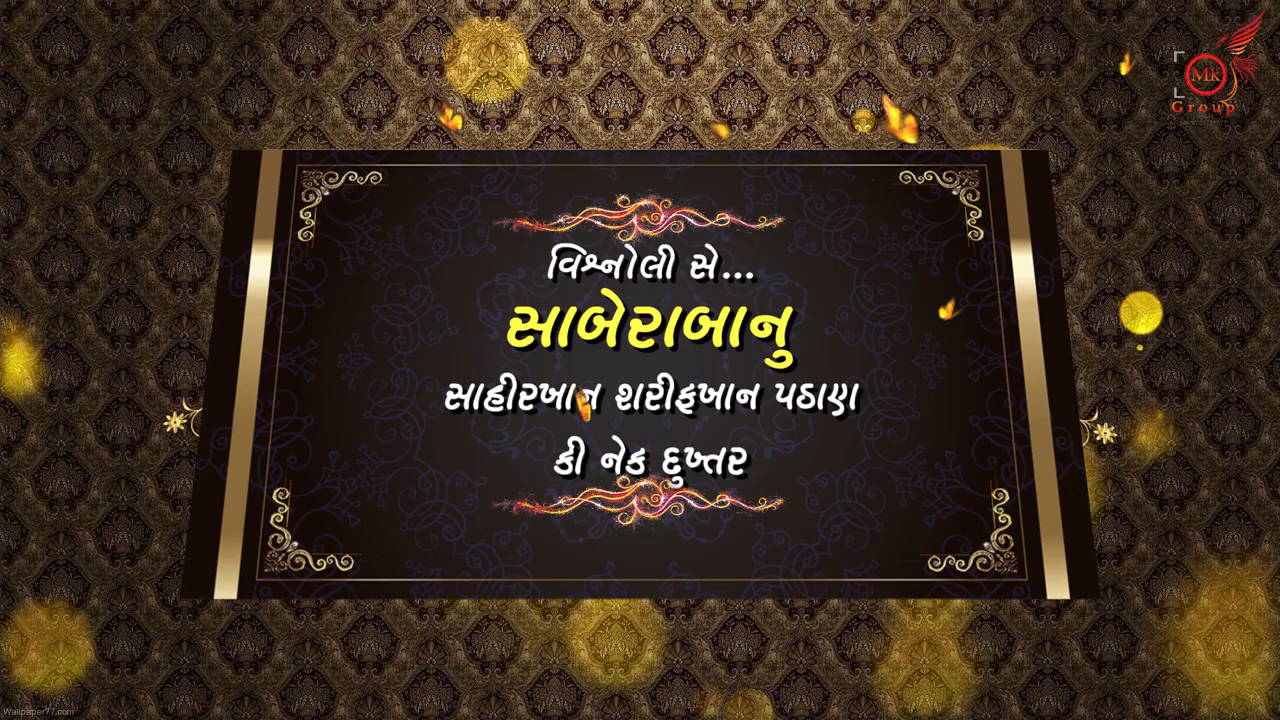 Mk
Group
વિશ્નોલી સે...
સાબેરાબાનુ
સાહીરખાન શરીફખાન પઠાણ
કી નેક દુખ્તર
Wallpaper77.com